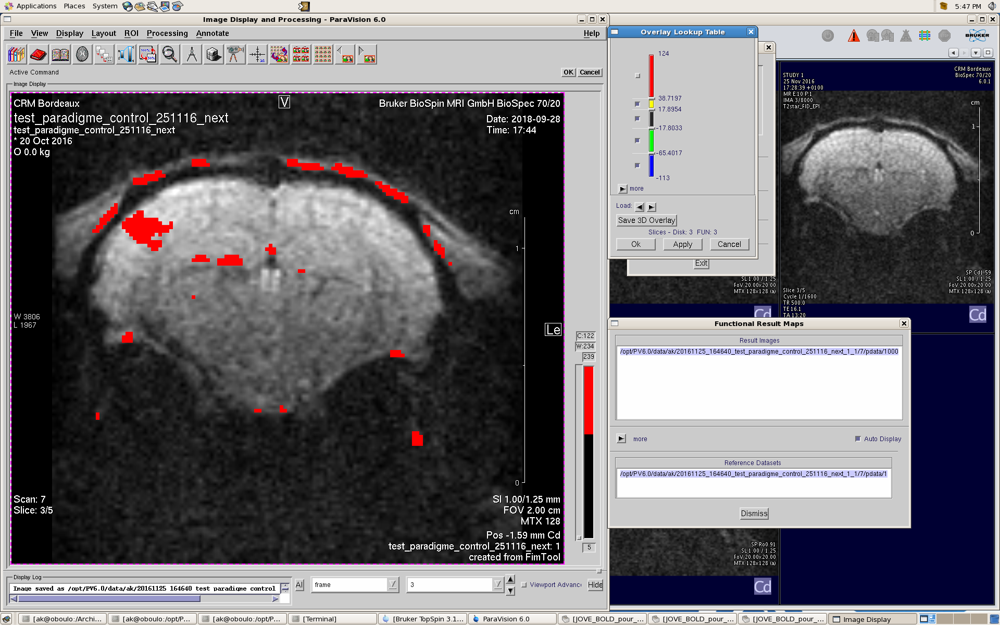 Applications Places System
5:47 PM
Image Display and Processing - ParaVision 6.0
File View Display Layout ROI Processing Annotate Help
Active Command
OK Cancel
Image Display
CRM Bordeaux
V
Bruker BioSpin MRI GmbH BioSpec 70/20
test_paradigme_control_251116_next
Date: 2018-09-28
test_paradigme_control_251116_next
Time: 17:44
* 20 Oct 2016
O 0.0 kg
cm
1
0
W 3806
L 1967
Le
C:122
W:234
239
5
Scan: 7
Slice: 3/5
SI 1.00/1.25 mm
FOV 2.00 cm
MTX 128
Pos -1.59 mm Cd
test_paradigme_control_251116_next: 1
created from FimTool
Display Log
Image saved as /opt/PV6.0/data/ak/20161125_164640_test_paradigme_control
All
frame
3
Viewport Advanc
Hide
Overlay Lookup Table
124
38.7197
17.8954
-17.8033
-65.4017
-113
more
Load:
Save 3D Overlay
Slices - Disk: 3 FUN: 3
Ok Apply Cancel
Exit
BRUKER
STUDY 1
25 Nov 2016
17:28:39 +0100
MR E:10 P:1
IMA 3/8000
T2star_FID_EPI
CRM Bordeaux
BioSpec 70/20
6.0.1
cm
1
0
SL 1.00 / 1.25
FoV 20.00x20.00
MTX 128x128 (a)
Cd
Slice 3/5
Cycle 1/1600
TR 500.0
TE 16.1
TA 13:20
SP Cd1.59
SL 1.00 / 1.25
FoV 20.00x20.00
MTX 128x128 (a)
Cd
Functional Result Maps
Result Images
/opt/PV6.0/data/ak/20161125_164640_test_paradigme_control_251116_next_1_1/7/pdata/1000
more
Auto Display
Reference Datasets
/opt/PV6.0/data/ak/20161125_164640_test_paradigme_control_251116_next_1_1/7/pdata/1
Dismiss
SP Ro0.91
SL 1.00 / 1.25
FoV 20.00x20.00
MTX 128x128 (a)
Cd
[ak@oboulo:/Archi... [ak@oboulo:/opt/P... [ak@oboulo:/opt/P... [Terminal] [Bruker TopSpin 3.1... ParaVision 6.0 [JOVE_BOLD_pour_... [JOVE_BOLD_pour_... [JOVE_BOLD_pour_... Image Display